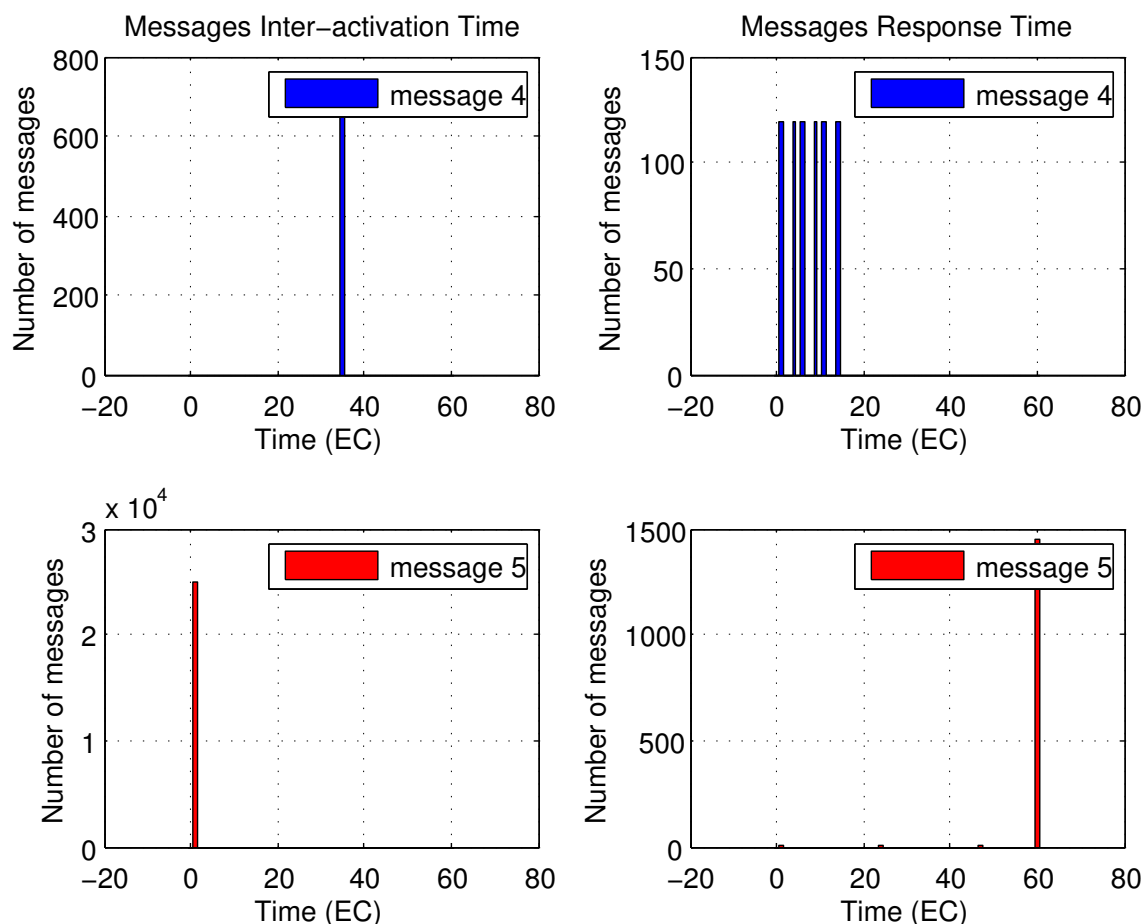 Messages Inter−activation Time
800
600
400
200
0
−20 0 20 40 60 80
Number of messages
Time (EC)
message 4
Messages Response Time
150
100
50
0
−20 0 20 40 60 80
Number of messages
Time (EC)
message 4
x 10^4
3
2
1
0
−20 0 20 40 60 80
Number of messages
Time (EC)
message 5
1500
1000
500
0
−20 0 20 40 60 80
Number of messages
Time (EC)
message 5